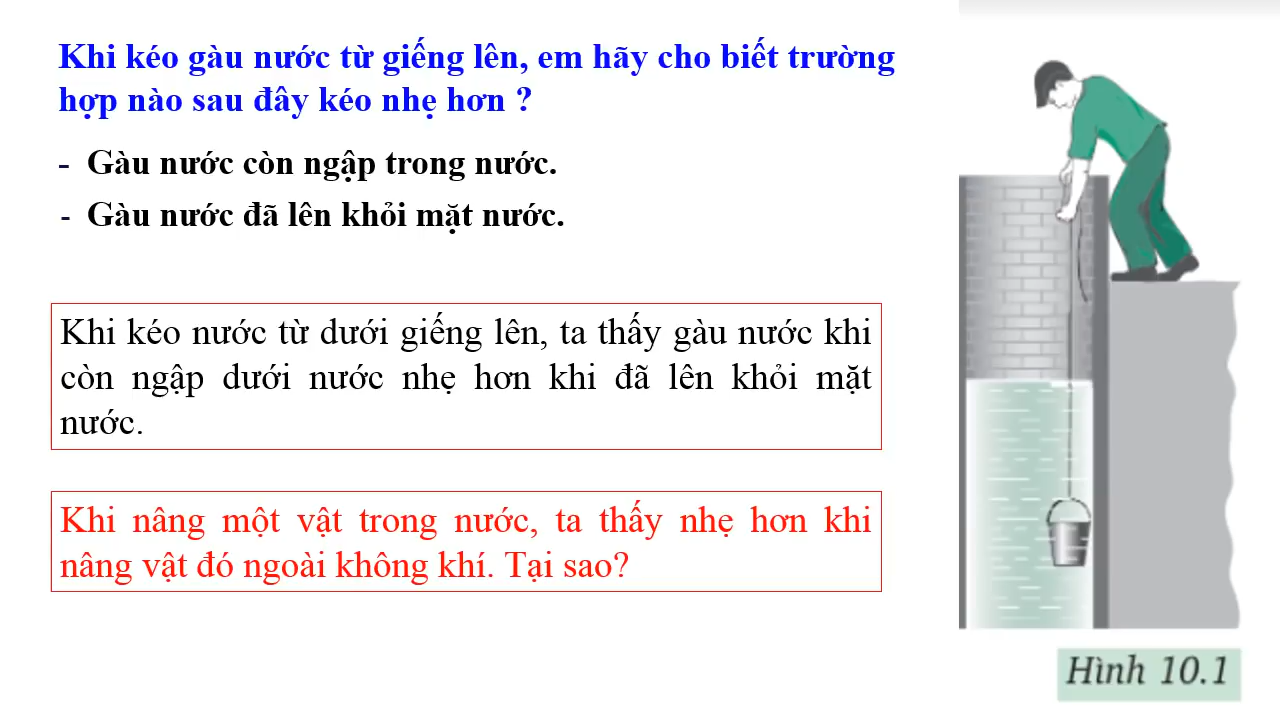 Khi kéo gàu nước từ giếng lên, em hãy cho biết trường
hợp nào sau đây kéo nhẹ hơn ?
- Gàu nước còn ngập trong nước.
- Gàu nước đã lên khỏi mặt nước.
Khi kéo nước từ dưới giếng lên, ta thấy gàu nước khi
còn ngập dưới nước nhẹ hơn khi đã lên khỏi mặt
nước.
Khi nâng một vật trong nước, ta thấy nhẹ hơn khi
nâng vật đó ngoài không khí. Tại sao?
Hình 10.1